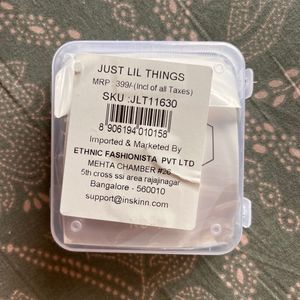 JUST LIL THINGS
MRP 399/-(Incl of all Taxes)
SKU :JLT11630
8 906194 010158
Imported & Marketed By
ETHNIC FASHIONISTA PVT LTD
MEHTA CHAMBER #26
5th cross ssi area rajajinagar
Bangalore - 560010
support@inskinn.com